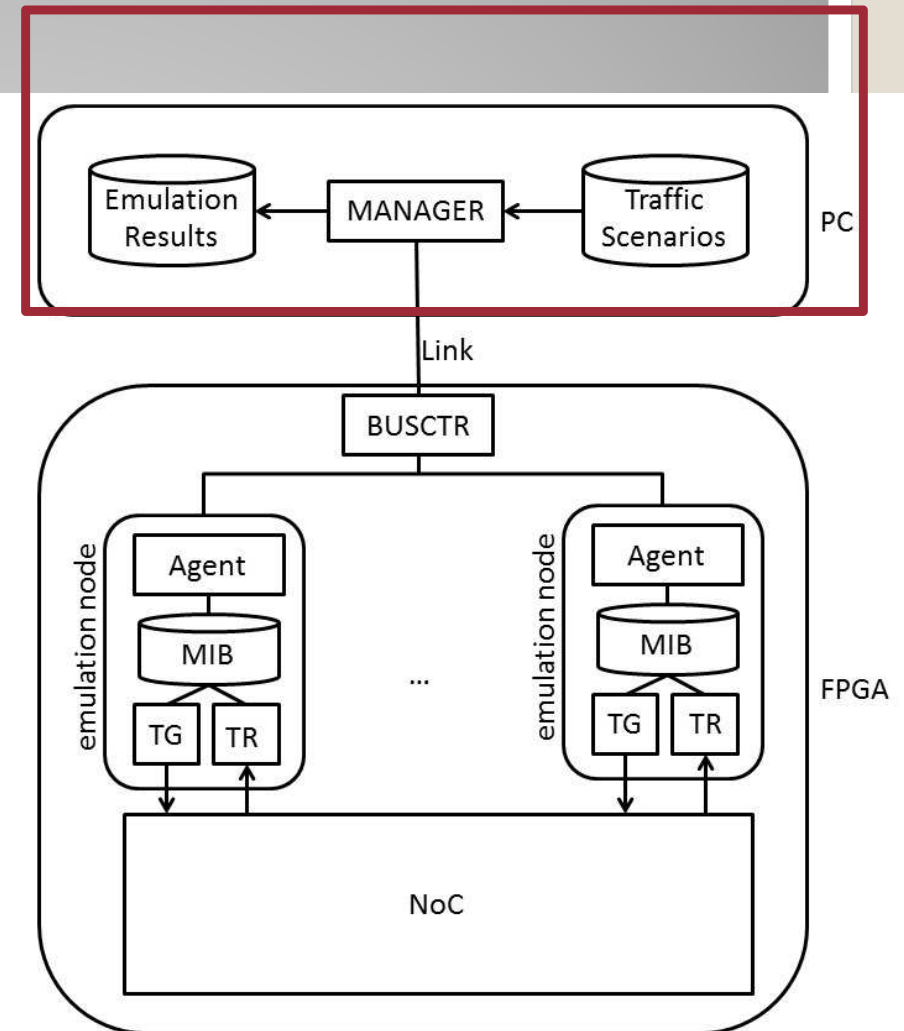 Emulation
Results
MANAGER
Traffic
Scenarios
PC
Link
BUSCTR
emulation node
Agent
MIB
TG
TR
...
emulation node
Agent
MIB
TG
TR
FPGA
NoC